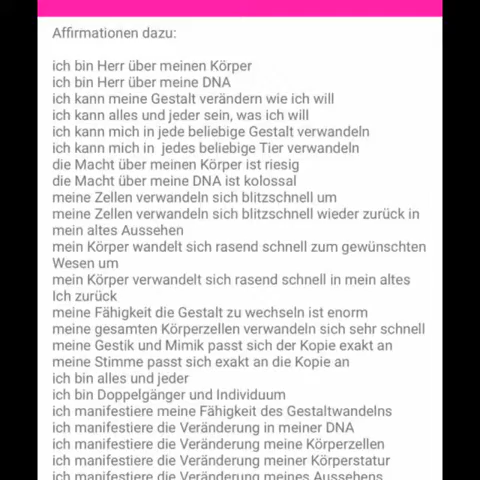 Affirmationen dazu:
ich bin Herr über meinen Körper
ich bin Herr über meine DNA
ich kann meine Gestalt verändern wie ich will
ich kann alles und jeder sein, was ich will
ich kann mich in jede beliebige Gestalt verwandeln
ich kann mich in  jedes beliebige Tier verwandeln
die Macht über meinen Körper ist riesig
die Macht über meine DNA ist kolossal
meine Zellen verwandeln sich blitzschnell um
meine Zellen verwandeln sich blitzschnell wieder zurück in
mein altes Aussehen
mein Körper wandelt sich rasend schnell zum gewünschten
Wesen um
mein Körper verwandelt sich rasend schnell in mein altes
Ich zurück
meine Fähigkeit die Gestalt zu wechseln ist enorm
meine gesamten Körperzellen verwandeln sich sehr schnell
meine Gestik und Mimik passt sich der Kopie exakt an
meine Stimme passt sich exakt an die Kopie an
ich bin alles und jeder
ich bin Doppelgänger und Individuum
ich manifestiere meine Fähigkeit des Gestaltwandelns
ich manifestiere die Veränderung in meiner DNA
ich manifestiere die Veränderung meine Körperzellen
ich manifestiere die Veränderung meiner Körperstatur
ich manifestiere die Veränderung meines Aussehens